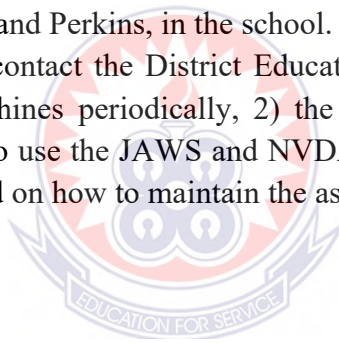 and Perkins, in the school.
contact the District Educat
hines periodically, 2) the
o use the JAWS and NVDA
d on how to maintain the as
EDUCATION FOR SERVICE